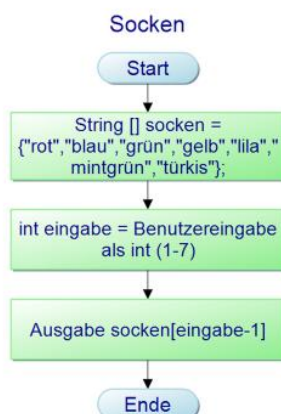 Socken
Start
String [] socken =
{"rot","blau","grün","gelb","lila","
mintgrün","türkis"};
int eingabe = Benutzereingabe
als int (1-7)
Ausgabe socken[eingabe-1]
Ende